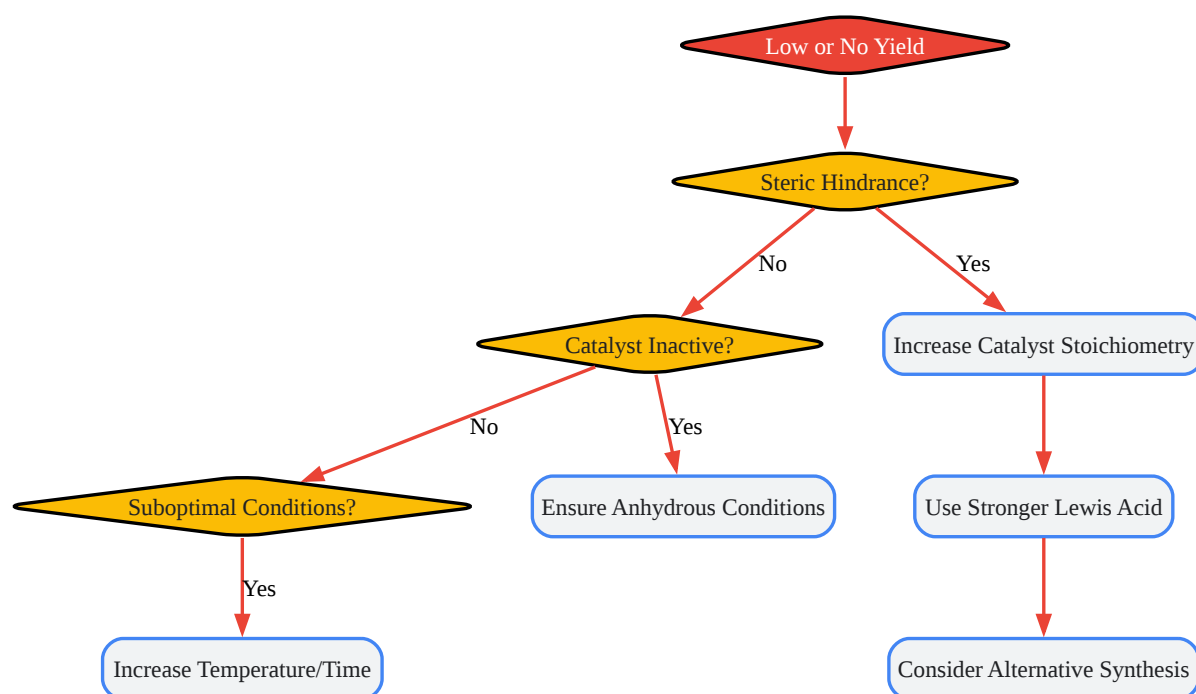 Low or No Yield
Steric Hindrance?
No
Yes
Catalyst Inactive?
Increase Catalyst Stoichiometry
No
Yes
Suboptimal Conditions?
Ensure Anhydrous Conditions
Use Stronger Lewis Acid
Yes
Increase Temperature/Time
Consider Alternative Synthesis